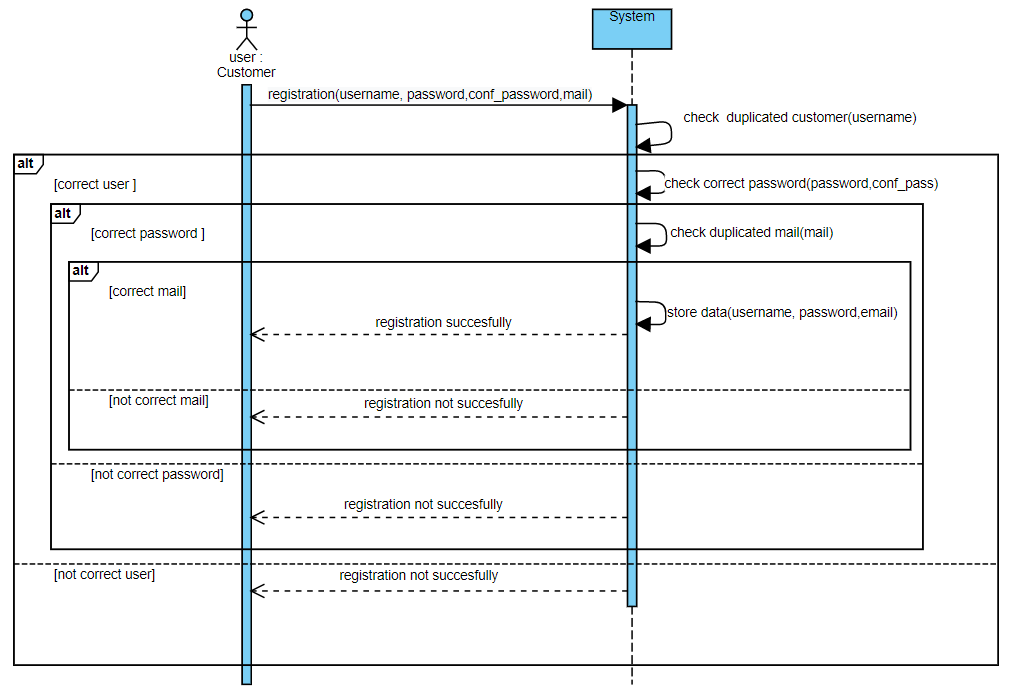 System
user :
Customer
registration(username, password,conf_password,mail)
check  duplicated customer(username)
alt
[correct user ]
check correct password(password,conf_pass)
alt
[correct password ]
check duplicated mail(mail)
alt
[correct mail]
store data(username, password,email)
registration succesfully
[not correct mail]
registration not succesfully
[not correct password]
registration not succesfully
[not correct user]
registration not succesfully